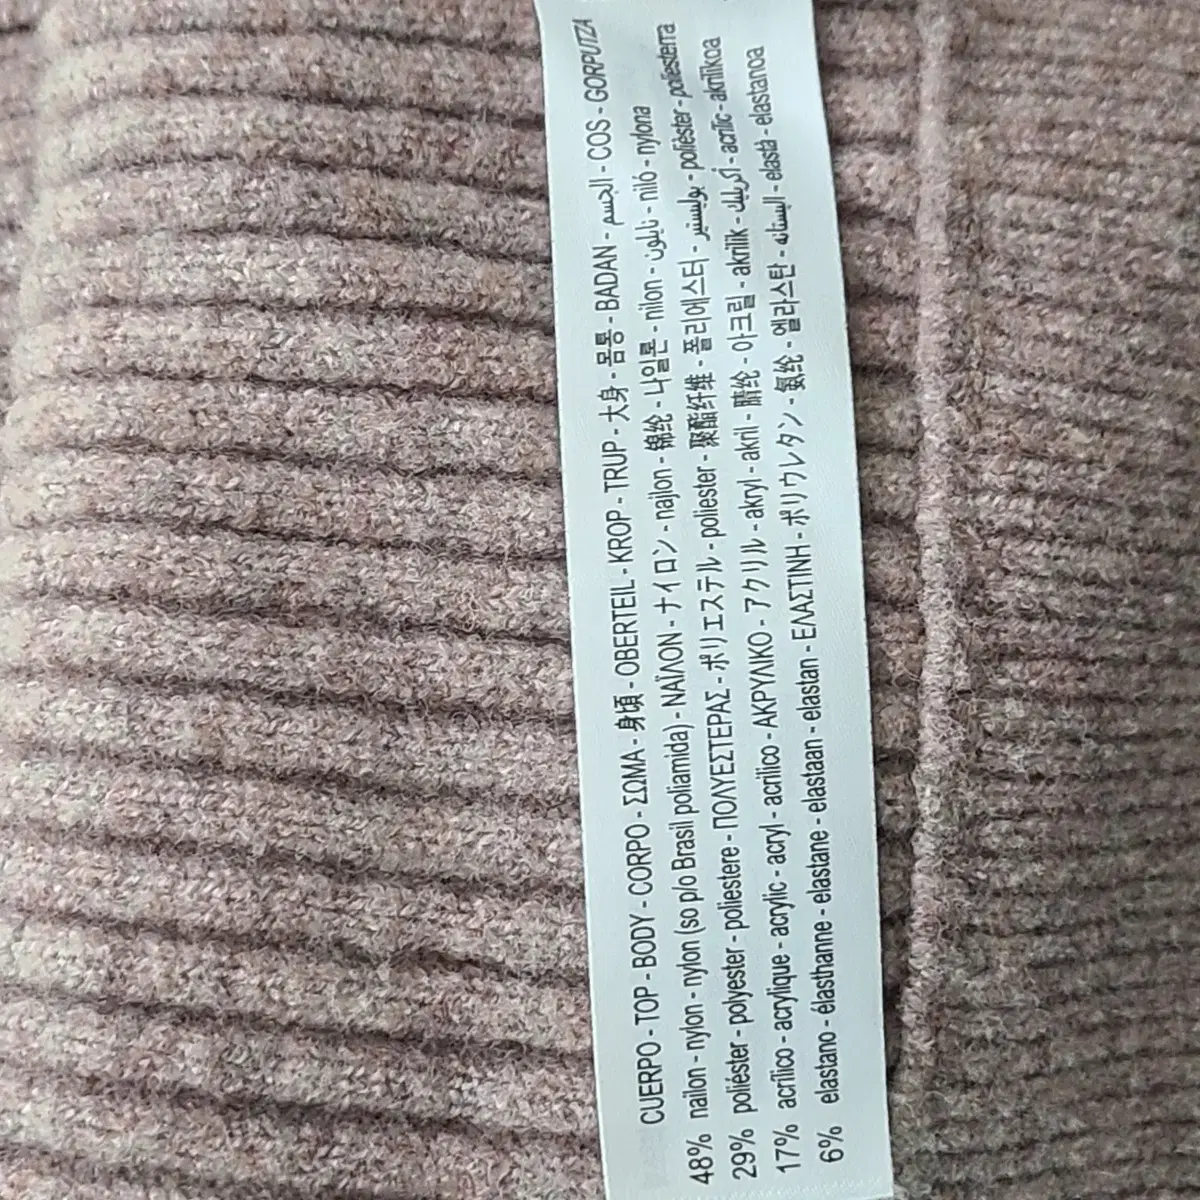 CUERPO - TOP - BODY - CORPO - ΣΩΜΑ - 身頃 - OBERTEIL - KROP - TRUP - 大身 - 몸통 - BADAN - الجسم - COS - GORPUTZA
48% nailon - nylon - nylon (so p/o Brasil poliamida) - ΝΑΪΛΟΝ - ナイロン - najlon - 锦纶 - 나일론 - nilon - نايلون - niló - nylona
29% poliéster - polyester - poliestere - ΠΟΛΥΕΣΤΕΡΑΣ - ポリエステル - poliester - 聚酯纤维 - 폴리에스터 - بوليستير - polièster - poliesterra
17% acrílico - acrylique - acrylic - acryl - acrilico - ΑΚΡΥΛΙΚΟ - アクリル - akryl - akril - 腈纶 - 아크릴 - akrilik - أكريليك - acrílic - akrilikoa
6% elastano - élasthanne - elastane - elastaan - elastan - ΕΛΑΣΤΙΝΗ - ポリウレタン - 氨纶 - 엘라스탄 - الستان - elastà - elastanoa